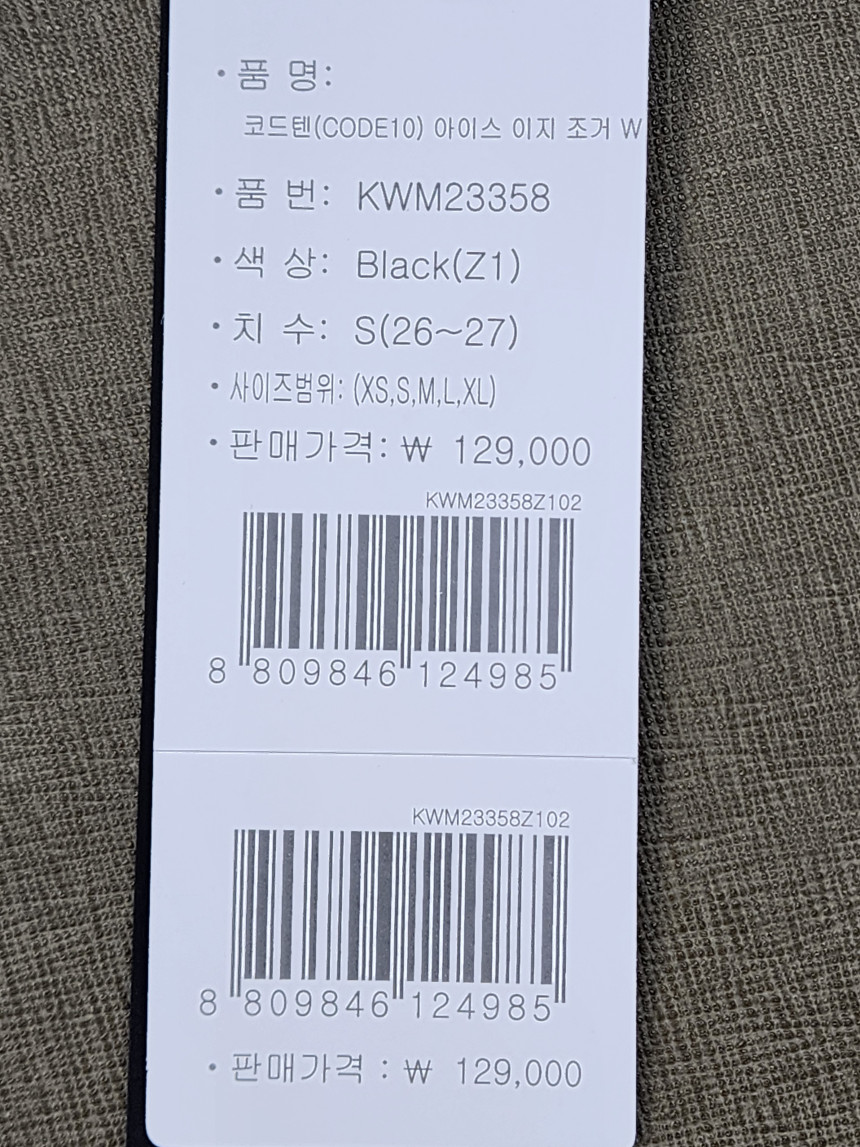 · 품 명:
코드텐(CODE10) 아이스 이지 조거 W
· 품 번: KWM23358
· 색 상: Black(Z1)
· 치 수: S(26~27)
· 사이즈범위: (XS,S,M,L,XL)
· 판매가격: ₩ 129,000
KWM23358Z102
8 809846 124985
KWM23358Z102
8 809846 124985
· 판매가격 : ₩ 129,000